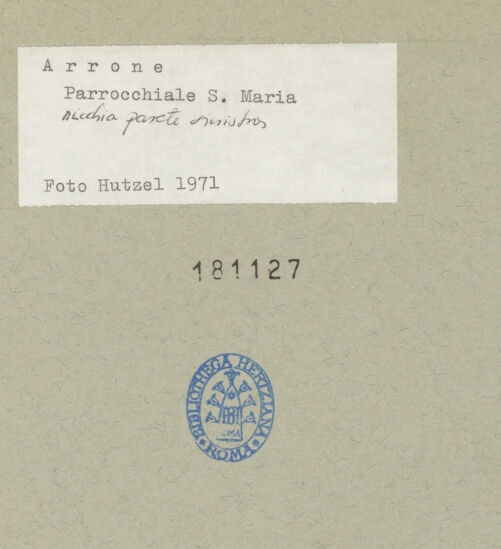 Arrone
Parrocchiale S. Maria
nicchia parete sinistra
Foto Hutzel 1971
181127
BIBLIOTHECA HERTZIANA
ROMA